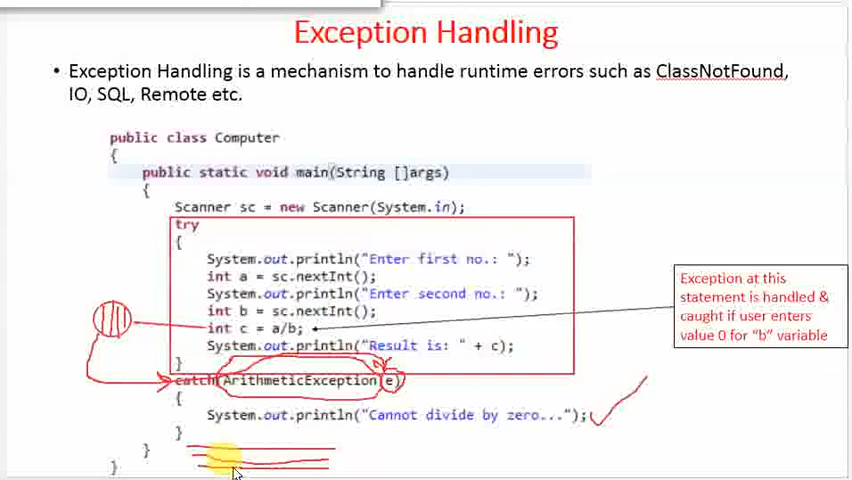 Exception Handling
• Exception Handling is a mechanism to handle runtime errors such as ClassNotFound,
IO, SQL, Remote etc.
public class Computer
{
public static void main(String []args)
{
Scanner sc = new Scanner(System.in);
try
{
System.out.println("Enter first no.: ");
int a = sc.nextInt();
System.out.println("Enter second no.: ");
int b = sc.nextInt();
int c = a/b;
System.out.println("Result is: " + c);
}
catch(ArithmeticException e)
{
System.out.println("Cannot divide by zero...");
}
}
}
Exception at this
statement is handled &
caught if user enters
value 0 for "b" variable